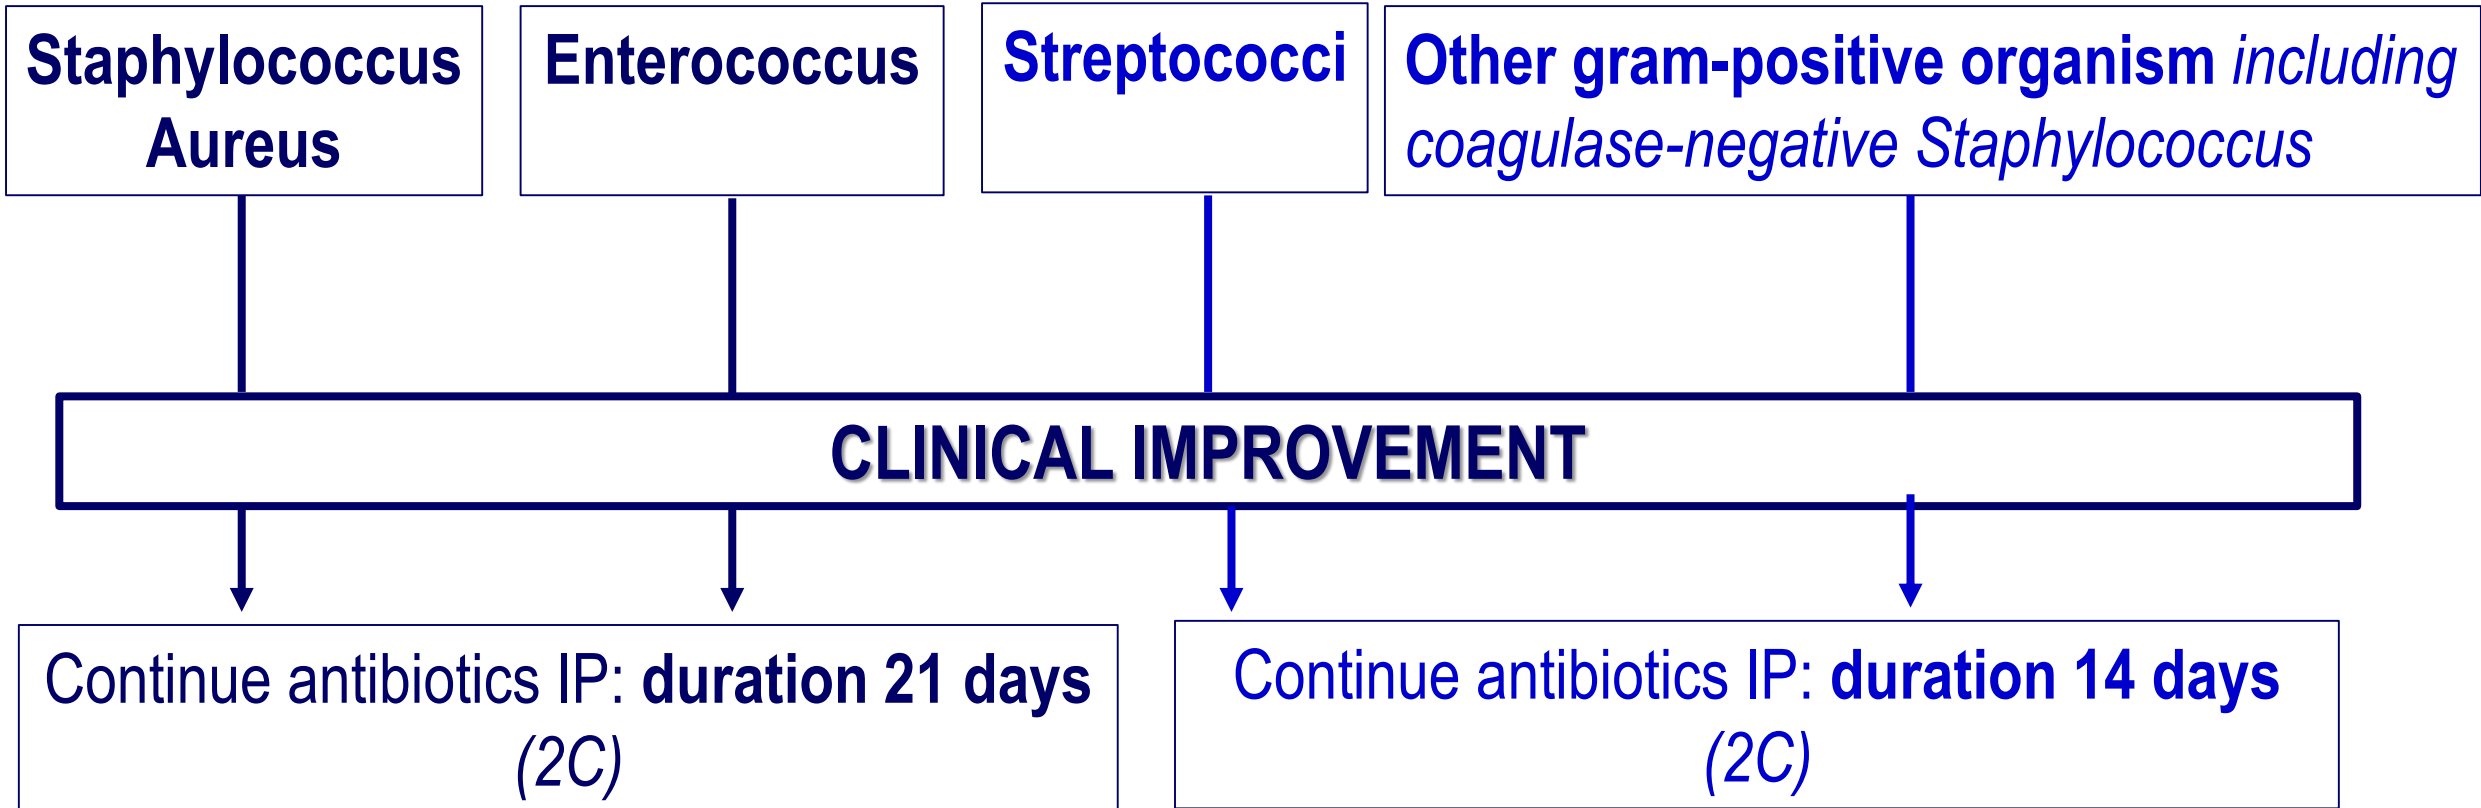 Staphylococcus
Aureus
Enterococcus
Streptococci
Other gram-positive organism including
coagulase-negative Staphylococcus
CLINICAL IMPROVEMENT
Continue antibiotics IP: duration 21 days
(2C)
Continue antibiotics IP: duration 14 days
(2C)